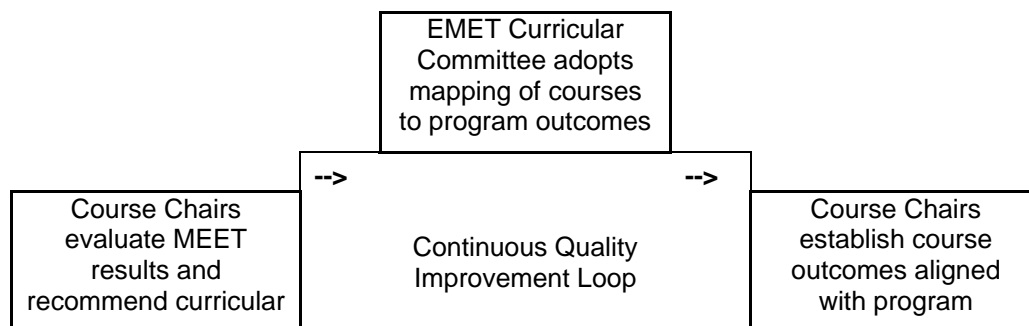 EMET Curricular
Committee adopts
mapping of courses
to program outcomes
--> -->
Course Chairs
evaluate MEET
results and
recommend curricular
Continuous Quality
Improvement Loop
Course Chairs
establish course
outcomes aligned
with program